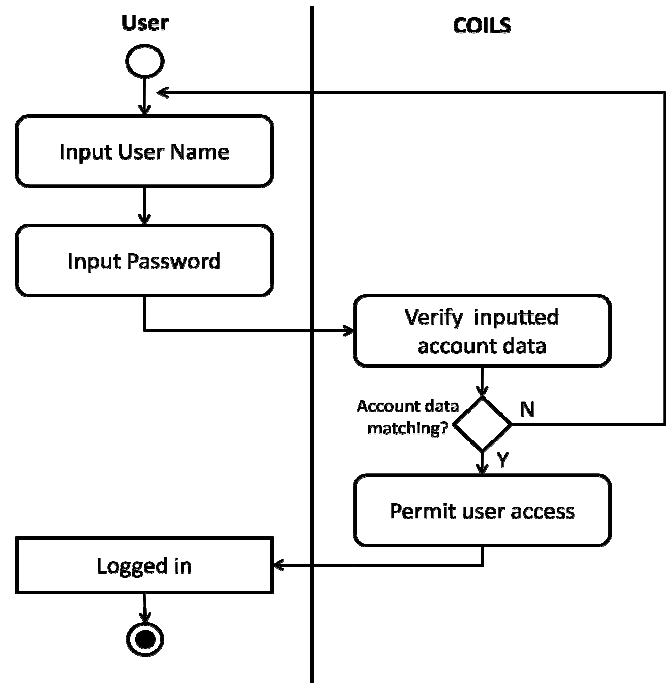 User
COILS
Input User Name
Input Password
Verify inputted
account data
Account data
matching?
N
Y
Permit user access
Logged in